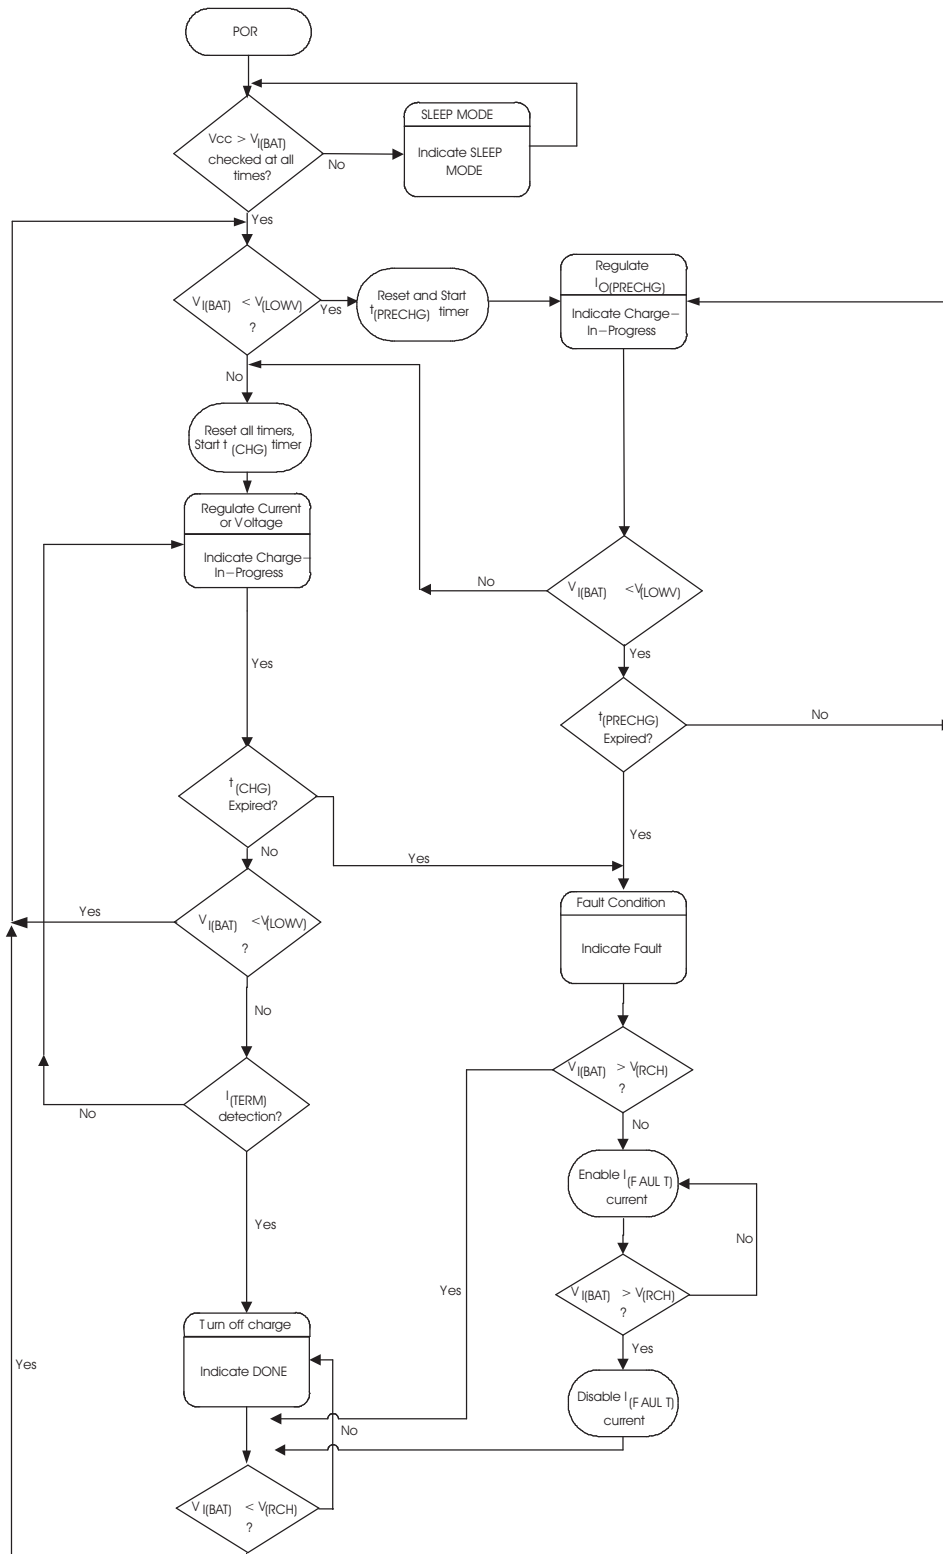 POR
Vcc > VI(BAT)
checked at all
times?
No
SLEEP MODE
Indicate SLEEP
MODE
Yes
VI(BAT) < V(LOWV)
?
Yes
Reset and Start
t(PRECHG) timer
Regulate
IO(PRECHG)
Indicate Charge–
In–Progress
No
Reset all timers,
Start t(CHG) timer
Regulate Current
or Voltage
Indicate Charge–
In–Progress
No
VI(BAT) <V(LOWV)
Yes
Yes
t(PRECHG)
Expired?
No
t(CHG)
Expired?
Yes
Yes
No
Yes
VI(BAT) <V(LOWV)
?
Fault Condition
Indicate Fault
No
VI(BAT) > V(RCH)
?
I(TERM)
detection?
No
No
Enable I(FAULT)
current
Yes
No
Yes
VI(BAT) > V(RCH)
?
Turn off charge
Indicate DONE
Yes
Yes
Disable I(FAULT)
current
No
VI(BAT) < V(RCH)
?